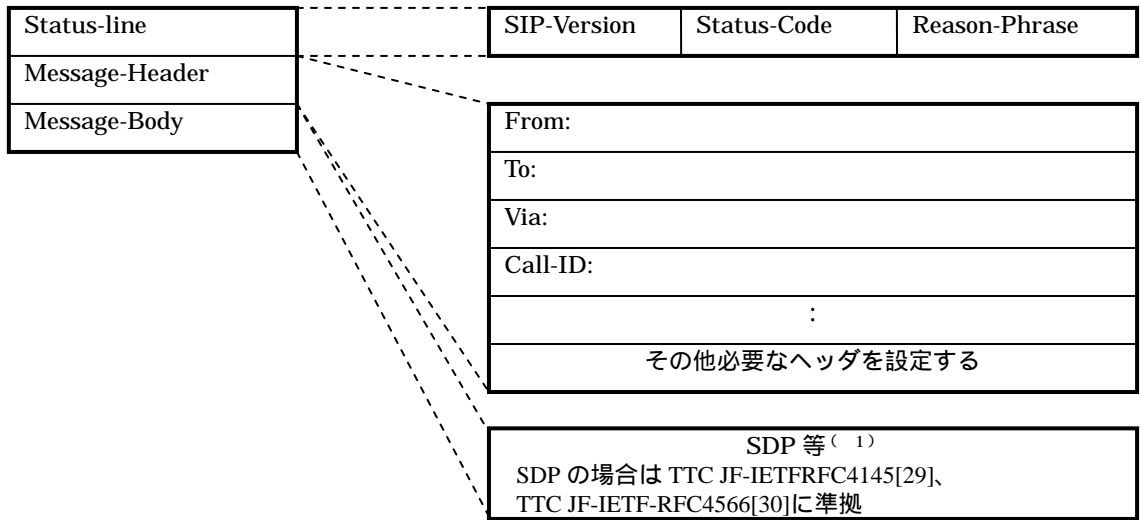 Status-line
Message-Header
Message-Body
SIP-Version Status-Code Reason-Phrase
From:
To:
Via:
Call-ID:
:
その他必要なヘッダを設定する
SDP 等( 1)
SDP の場合は TTC JF-IETFRFC4145[29]、
TTC JF-IETF-RFC4566[30]に準拠